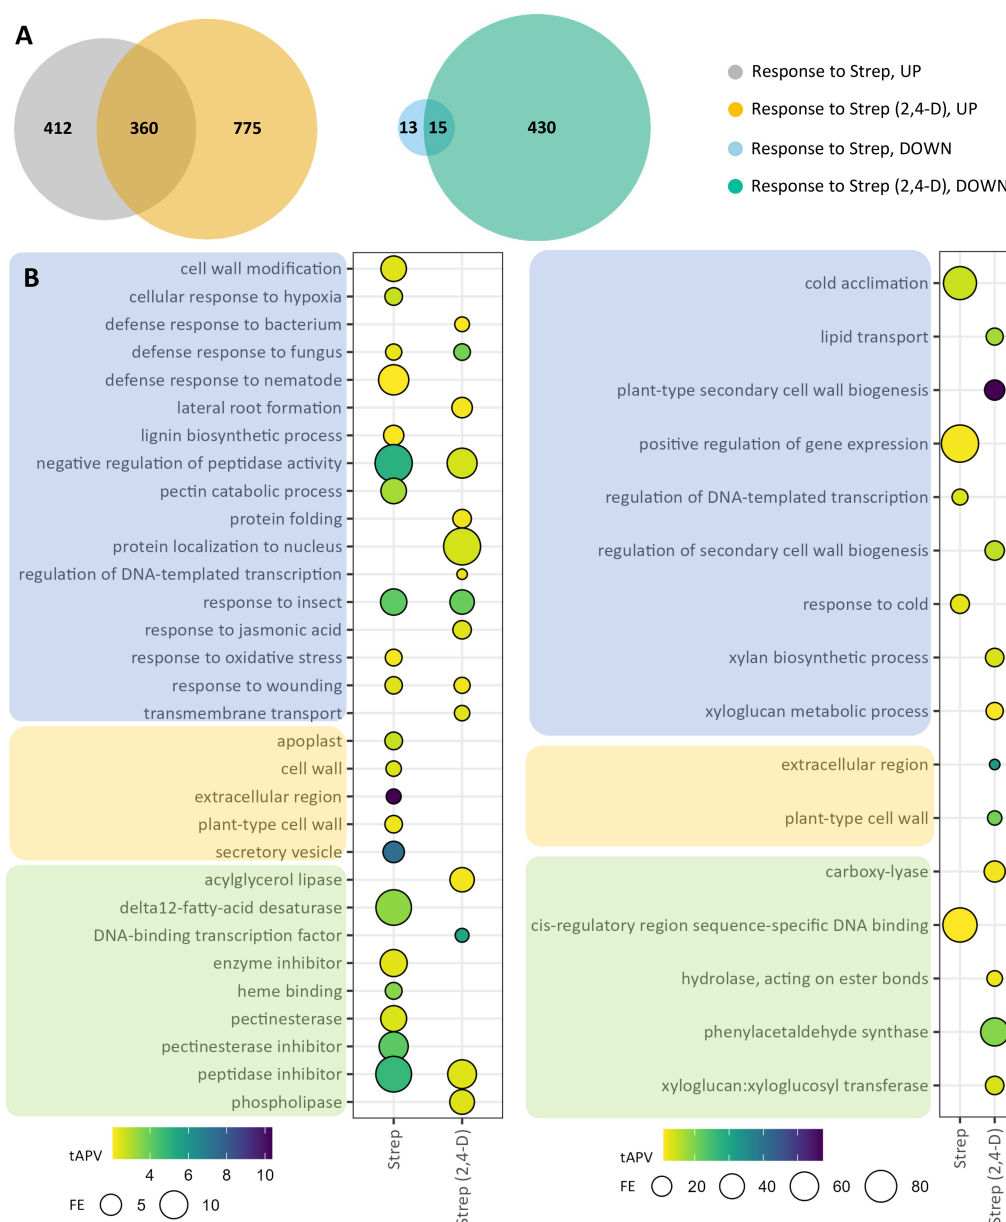 A
412
360
775
13
15
430
Response to Strep, UP
Response to Strep (2,4-D), UP
Response to Strep, DOWN
Response to Strep (2,4-D), DOWN
B
cell wall modification
cellular response to hypoxia
defense response to bacterium
defense response to fungus
defense response to nematode
lateral root formation
lignin biosynthetic process
negative regulation of peptidase activity
pectin catabolic process
protein folding
protein localization to nucleus
regulation of DNA-templated transcription
response to insect
response to jasmonic acid
response to oxidative stress
response to wounding
transmembrane transport
apoplast
cell wall
extracellular region
plant-type cell wall
secretory vesicle
acylglycerol lipase
delta12-fatty-acid desaturase
DNA-binding transcription factor
enzyme inhibitor
heme binding
pectinesterase
pectinesterase inhibitor
peptidase inhibitor
phospholipase
tAPV
4 6 8 10
FE 5 10
Strep
Strep (2,4-D)
cold acclimation
lipid transport
plant-type secondary cell wall biogenesis
positive regulation of gene expression
regulation of DNA-templated transcription
regulation of secondary cell wall biogenesis
response to cold
xylan biosynthetic process
xyloglucan metabolic process
extracellular region
plant-type cell wall
carboxy-lyase
cis-regulatory region sequence-specific DNA binding
hydrolase, acting on ester bonds
phenylacetaldehyde synthase
xyloglucan:xyloglucosyl transferase
tAPV
FE 20 40 60 80
Strep
Strep (2,4-D)